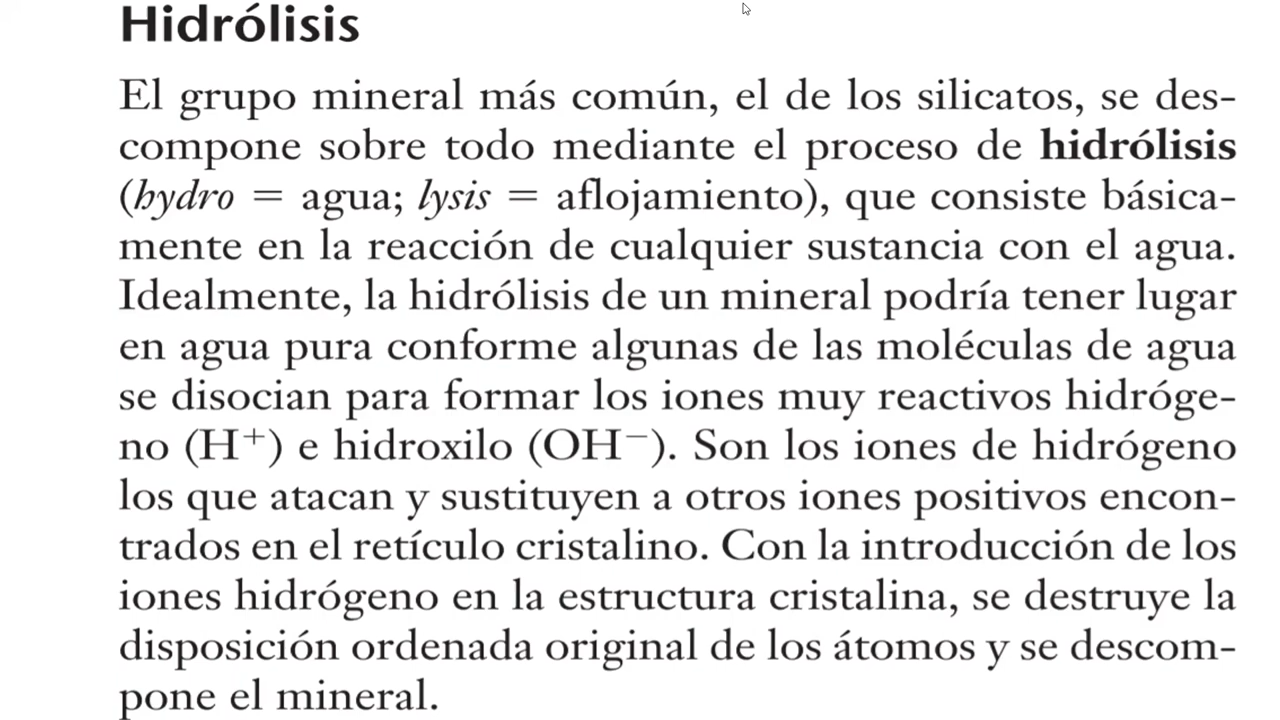 Hidrólisis
El grupo mineral más común, el de los silicatos, se des-
compone sobre todo mediante el proceso de hidrólisis
(hydro = agua; lysis = aflojamiento), que consiste básica-
mente en la reacción de cualquier sustancia con el agua.
Idealmente, la hidrólisis de un mineral podría tener lugar
en agua pura conforme algunas de las moléculas de agua
se disocian para formar los iones muy reactivos hidróge-
no (H⁺) e hidroxilo (OH⁻). Son los iones de hidrógeno
los que atacan y sustituyen a otros iones positivos encon-
trados en el retículo cristalino. Con la introducción de los
iones hidrógeno en la estructura cristalina, se destruye la
disposición ordenada original de los átomos y se descom-
pone el mineral.